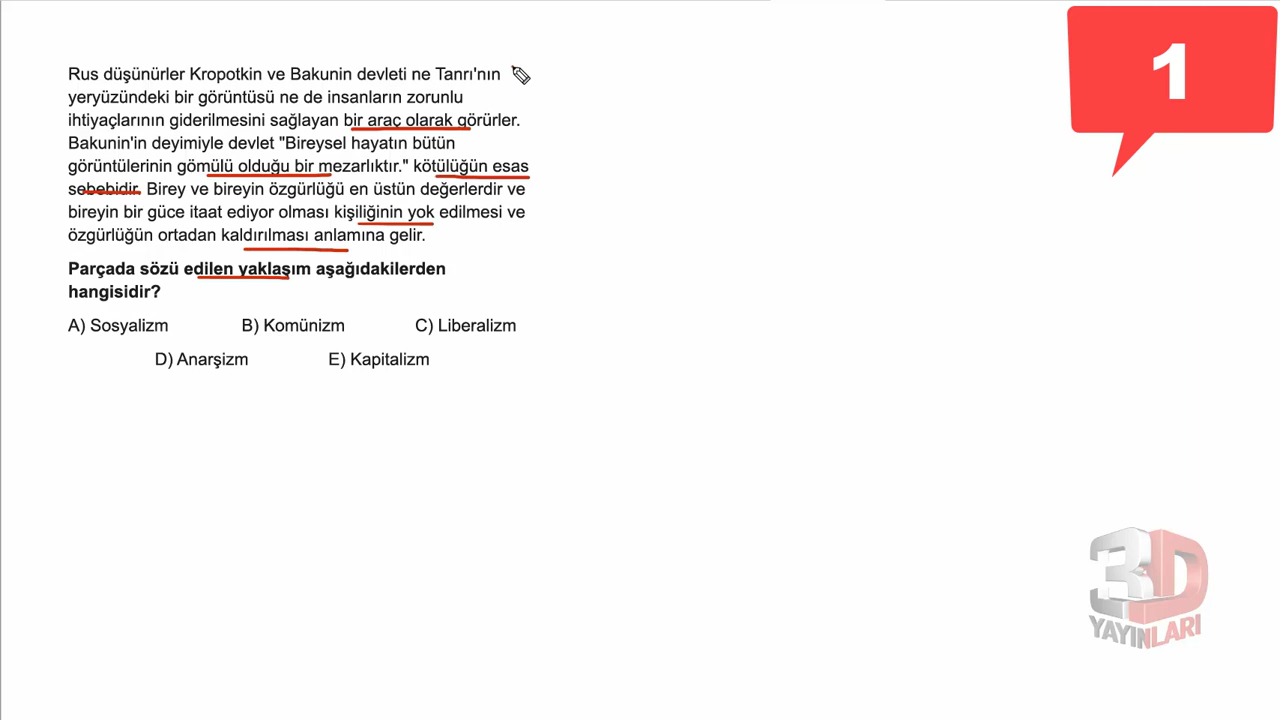 1
Rus düşünürler Kropotkin ve Bakunin devleti ne Tanrı'nın
yeryüzündeki bir görüntüsü ne de insanların zorunlu
ihtiyaçlarının giderilmesini sağlayan bir araç olarak görürler.
Bakunin'in deyimiyle devlet "Bireysel hayatın bütün
görüntülerinin gömülü olduğu bir mezarlıktır." kötülüğün esas
sebebidir. Birey ve bireyin özgürlüğü en üstün değerlerdir ve
bireyin bir güce itaat ediyor olması kişiliğinin yok edilmesi ve
özgürlüğün ortadan kaldırılması anlamına gelir.
Parçada sözü edilen yaklaşım aşağıdakilerden
hangisidir?
A) Sosyalizm B) Komünizm C) Liberalizm
D) Anarşizm E) Kapitalizm
3D
YAYINLARI